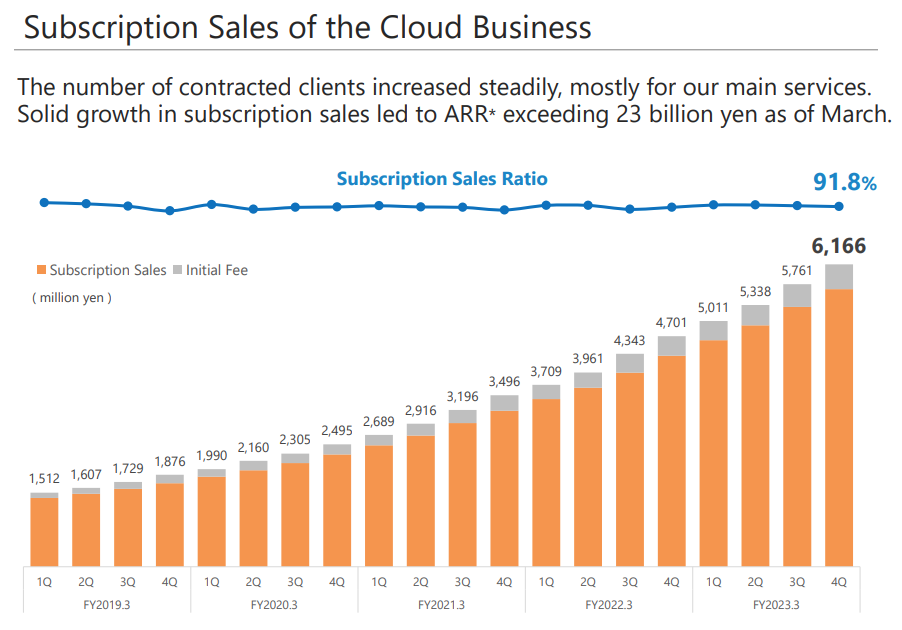 Subscription Sales of the Cloud Business
The number of contracted clients increased steadily, mostly for our main services.
Solid growth in subscription sales led to ARR* exceeding 23 billion yen as of March.
Subscription Sales Ratio
91.8%
6,166
Subscription Sales Initial Fee
( million yen )
1,512 1,607 1,729 1,876 1,990 2,160 2,305 2,495 2,689 2,916 3,196 3,496 3,709 3,961 4,343 4,701 5,011 5,338 5,761
1Q 2Q 3Q 4Q 1Q 2Q 3Q 4Q 1Q 2Q 3Q 4Q 1Q 2Q 3Q 4Q 1Q 2Q 3Q 4Q
FY2019.3 FY2020.3 FY2021.3 FY2022.3 FY2023.3